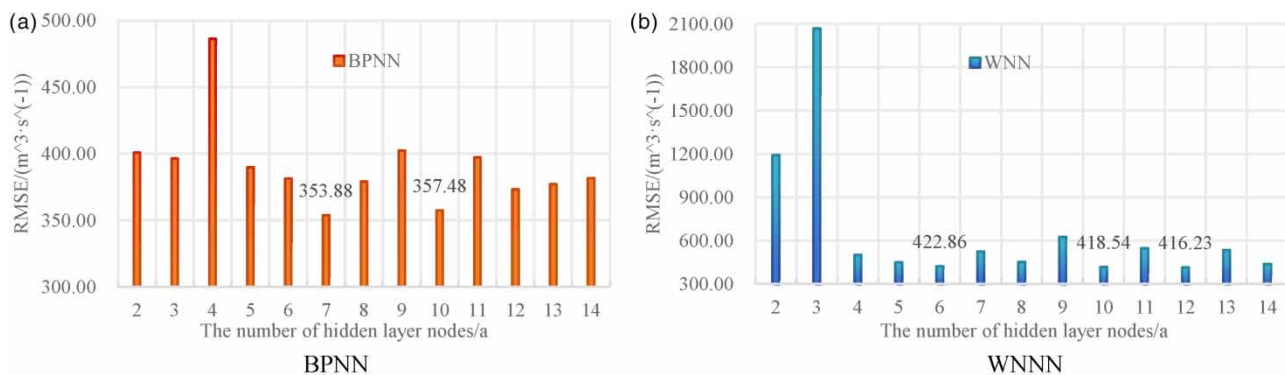 (a)
500.00
450.00
400.00
350.00
300.00
RMSE/(m^3·s^(-1))
BPNN
353.88
357.48
2 3 4 5 6 7 8 9 10 11 12 13 14
The number of hidden layer nodes/a
BPNN
(b)
2100.00
1800.00
1500.00
1200.00
900.00
600.00
300.00
RMSE/(m^3·s^(-1))
WNN
422.86
418.54
416.23
2 3 4 5 6 7 8 9 10 11 12 13 14
The number of hidden layer nodes/a
WNNN